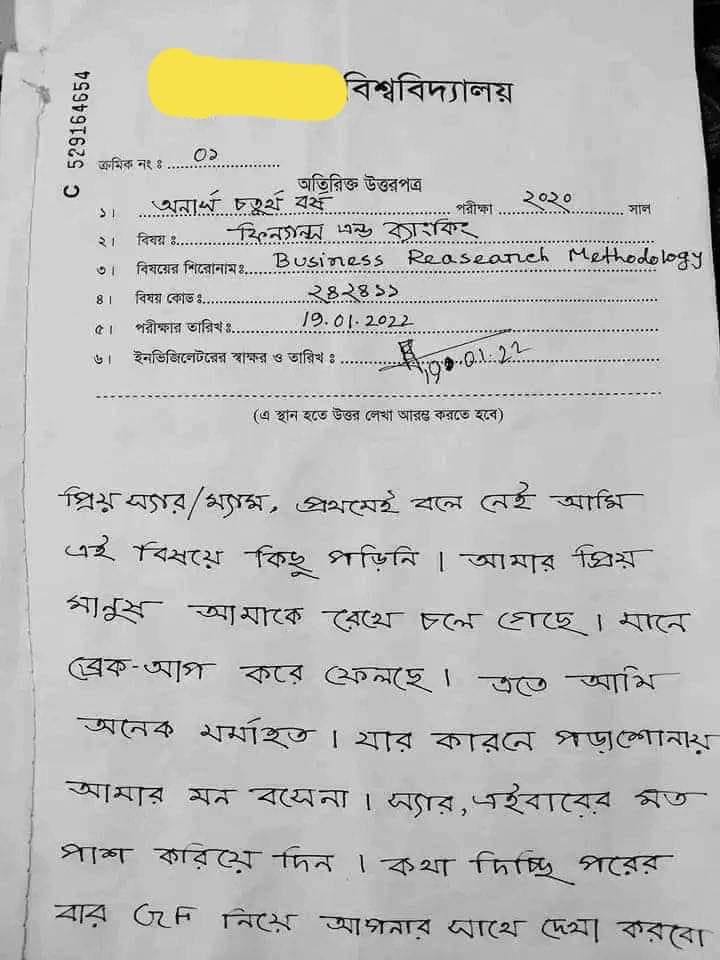 বিশ্ববিদ্যালয়
C 529164654
ক্রমিক নং ঃ 01
অতিরিক্ত উত্তরপত্র
১। অনার্স চতুর্থ বর্ষ পরীক্ষা ২০২০ সাল
২। বিষয় ঃ ফিন্যান্স এন্ড ব্যাংকিং
৩। বিষয়ের শিরোনামঃ Business Reasearch Methodology
৪। বিষয় কোডঃ ২৪২৪১১
৫। পরীক্ষার তারিখঃ 19.01.2022
৬। ইনভিজিলেটরের স্বাক্ষর ও তারিখ ঃ 19.01.22
(এ স্থান হতে উত্তর লেখা আরম্ভ করতে হবে)
প্রিয় স্যার/ম্যাম, প্রথমেই বলে নেই আমি
এই বিষয়ে কিছু পড়িনি। আমার প্রিয়
মানুষ আমাকে রেখে চলে গেছে। মানে
ব্রেক-আপ করে ফেলছে। এতে আমি
অনেক মর্মাহত। যার কারনে পড়াশোনায়
আমার মন বসেনা। স্যার, এইবারের মত
পাশ করিয়ে দিন। কথা দিচ্ছি পরের
বার GF নিয়ে আপনার সাথে দেখা করবো